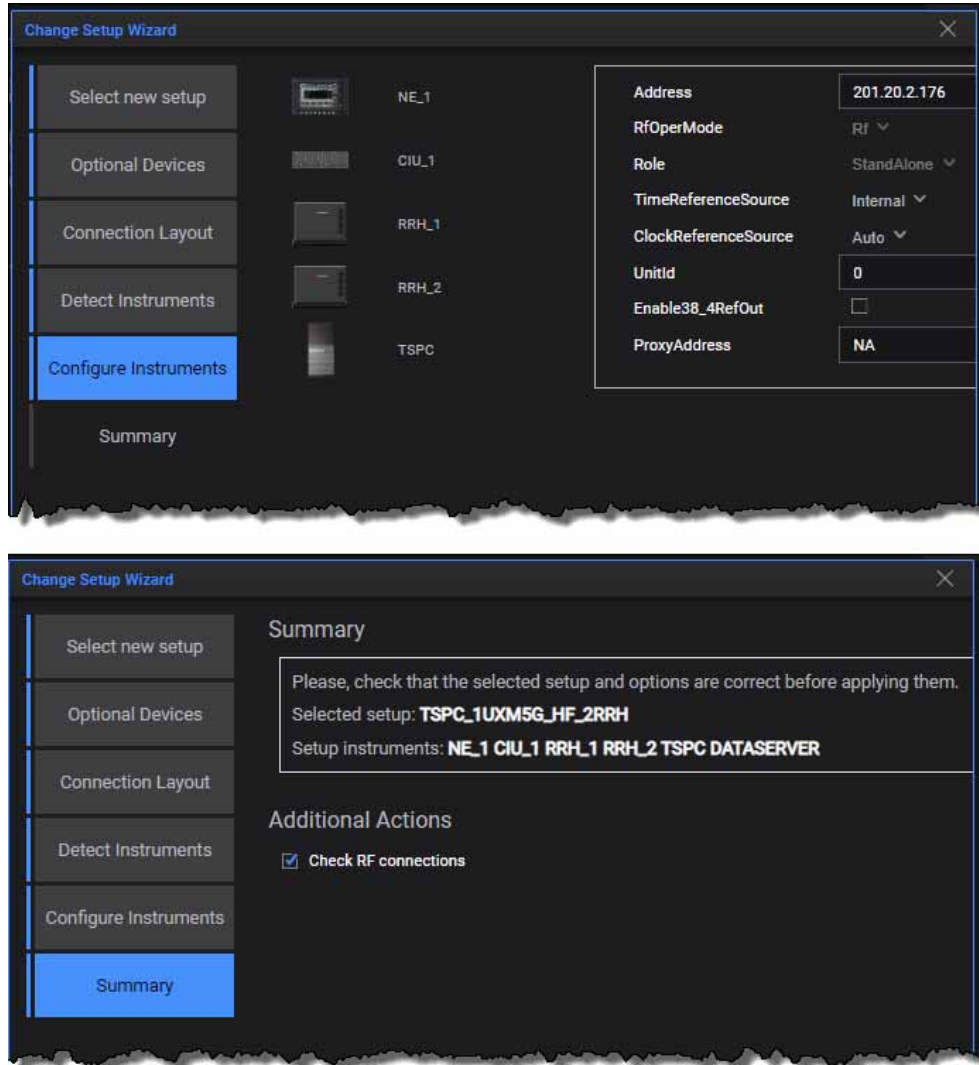 Change Setup Wizard
Select new setup
Optional Devices
Connection Layout
Detect Instruments
Configure Instruments
Summary
NE_1
CIU_1
RRH_1
RRH_2
TSPC
Address 201.20.2.176
RfOperMode Rf
Role StandAlone
TimeReferenceSource Internal
ClockReferenceSource Auto
UnitId 0
Enable38_4RefOut
ProxyAddress NA
Change Setup Wizard
Select new setup
Optional Devices
Connection Layout
Detect Instruments
Configure Instruments
Summary
Summary
Please, check that the selected setup and options are correct before applying them.
Selected setup: TSPC_1UXM5G_HF_2RRH
Setup instruments: NE_1 CIU_1 RRH_1 RRH_2 TSPC DATASERVER
Additional Actions
Check RF connections